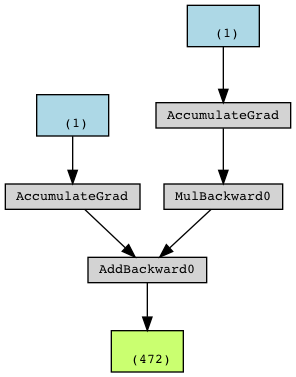 (1)
(1)
AccumulateGrad
AccumulateGrad
MulBackward0
AddBackward0
(472)